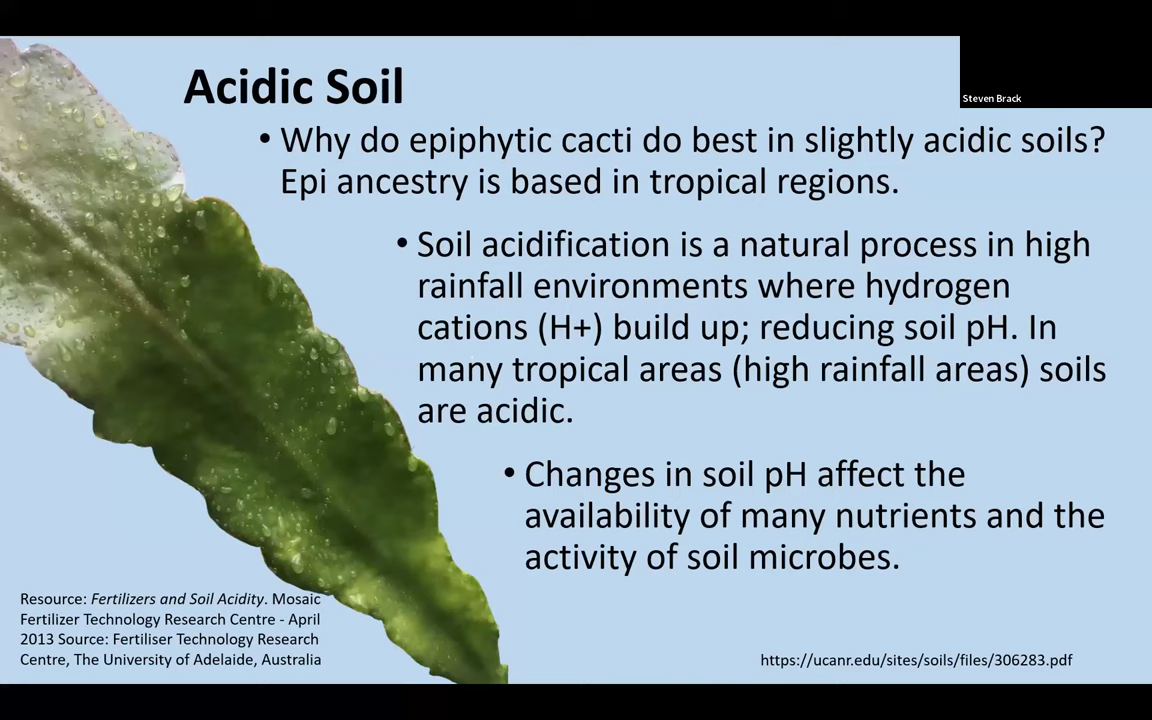 Steven Brack
Acidic Soil
• Why do epiphytic cacti do best in slightly acidic soils?
Epi ancestry is based in tropical regions.
• Soil acidification is a natural process in high
rainfall environments where hydrogen
cations (H+) build up; reducing soil pH. In
many tropical areas (high rainfall areas) soils
are acidic.
• Changes in soil pH affect the
availability of many nutrients and the
activity of soil microbes.
Resource: Fertilizers and Soil Acidity. Mosaic
Fertilizer Technology Research Centre - April
2013 Source: Fertiliser Technology Research
Centre, The University of Adelaide, Australia
https://ucanr.edu/sites/soils/files/306283.pdf